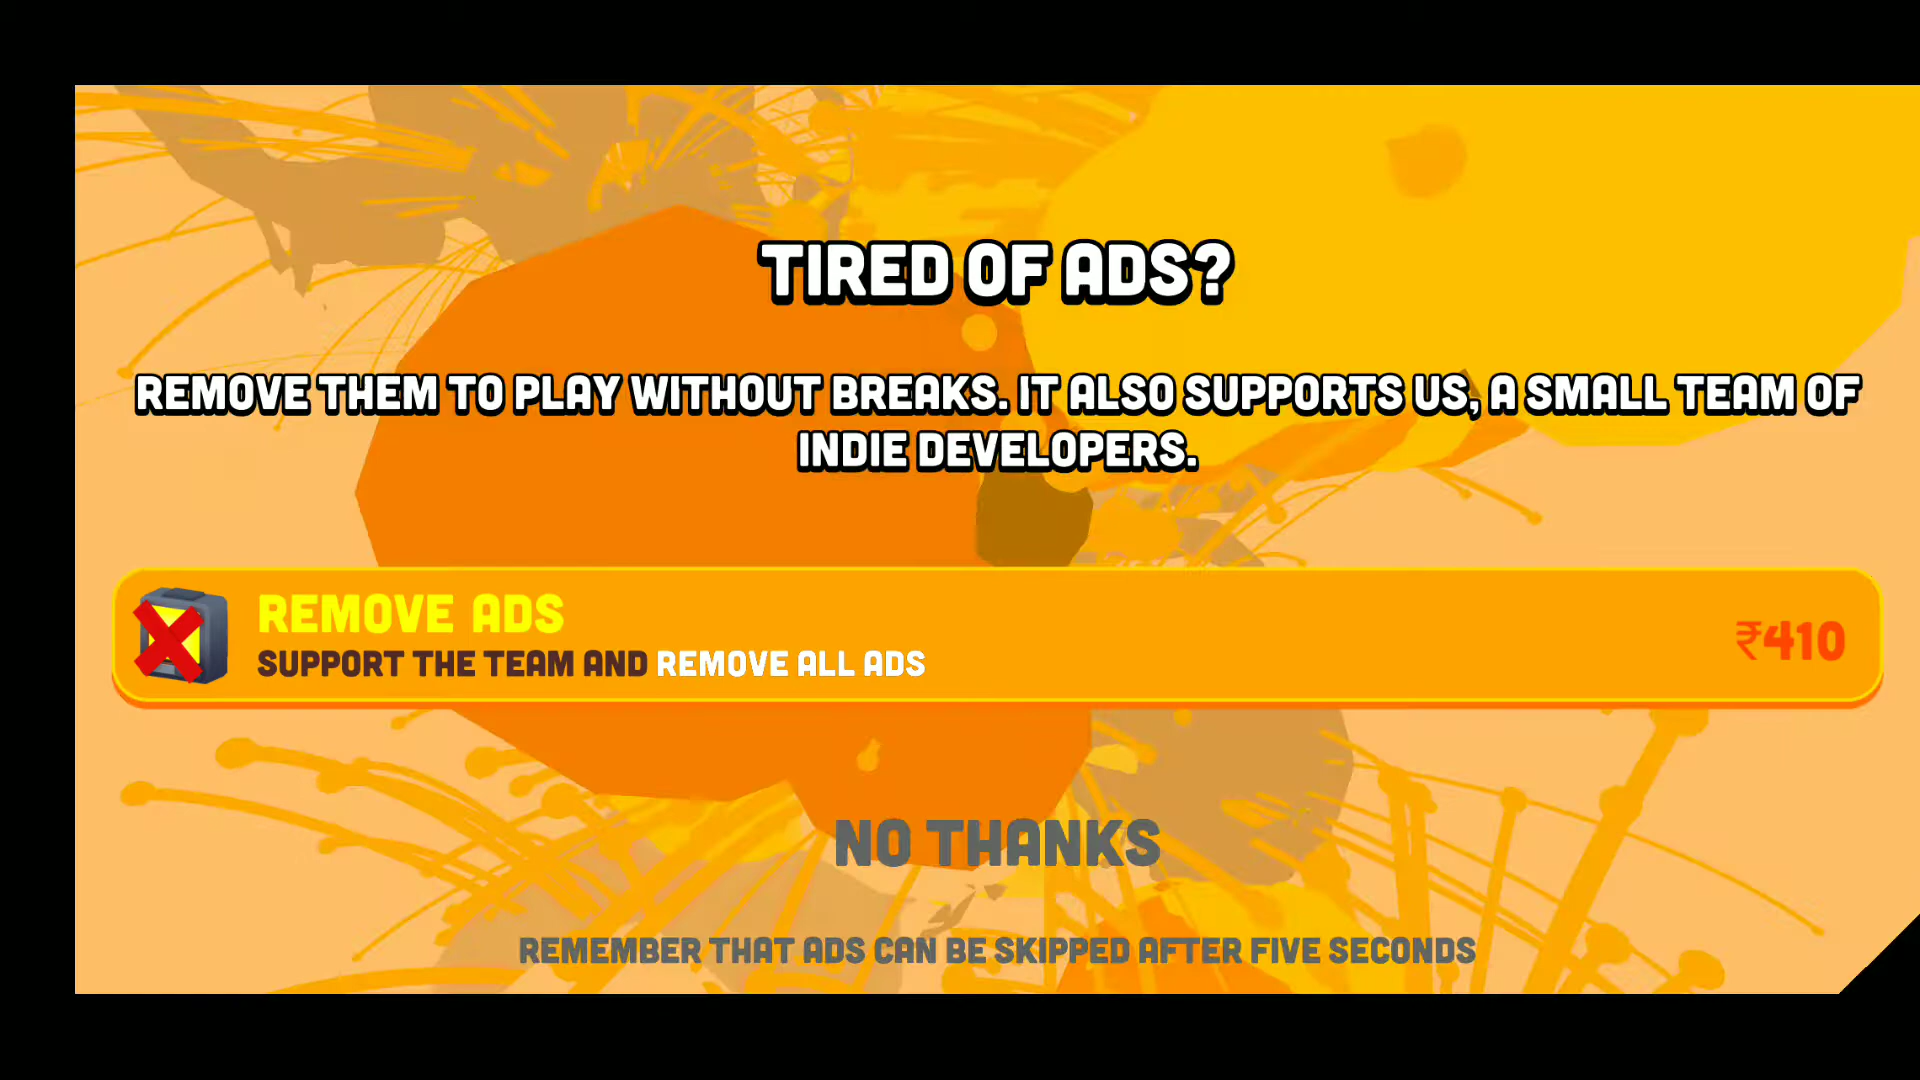 TIRED OF ADS?
REMOVE THEM TO PLAY WITHOUT BREAKS. IT ALSO SUPPORTS US, A SMALL TEAM OF
INDIE DEVELOPERS.
REMOVE ADS
SUPPORT THE TEAM AND REMOVE ALL ADS
₹410
NO THANKS
REMEMBER THAT ADS CAN BE SKIPPED AFTER FIVE SECONDS